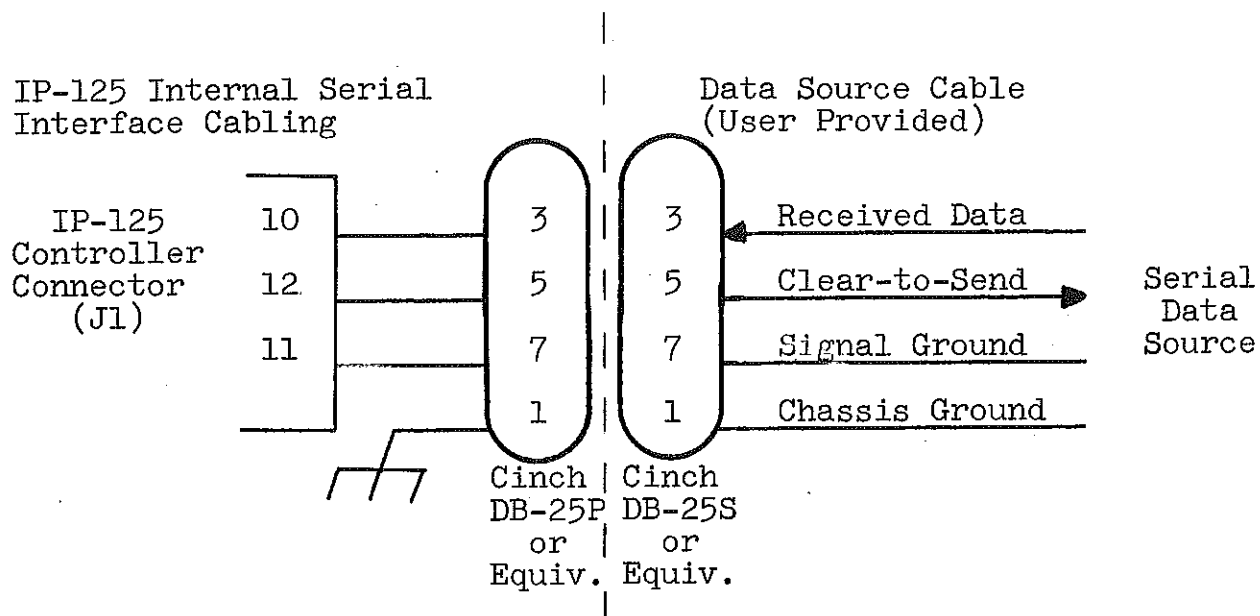 IP-125 Internal Serial
Interface Cabling
Data Source Cable
(User Provided)
IP-125
Controller
Connector
(J1)
10
12
11
3
5
7
1
3
5
7
1
Received Data
Clear-to-Send
Signal Ground
Chassis Ground
Serial
Data
Source
Cinch
DB-25P
or
Equiv.
Cinch
DB-25S
or
Equiv.